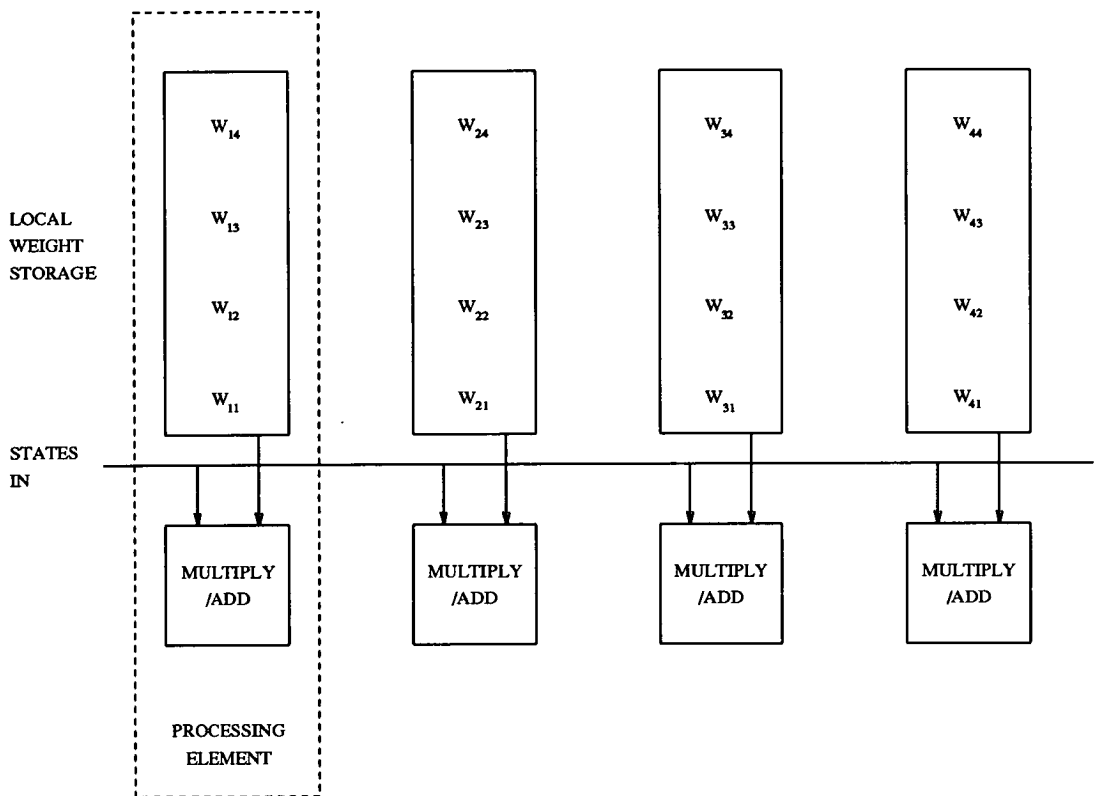 W14 W24 W34 W44
LOCAL
WEIGHT
STORAGE
W13 W23 W33 W43
W12 W22 W32 W42
W11 W21 W31 W41
STATES
IN
MULTIPLY
/ADD
MULTIPLY
/ADD
MULTIPLY
/ADD
MULTIPLY
/ADD
PROCESSING
ELEMENT